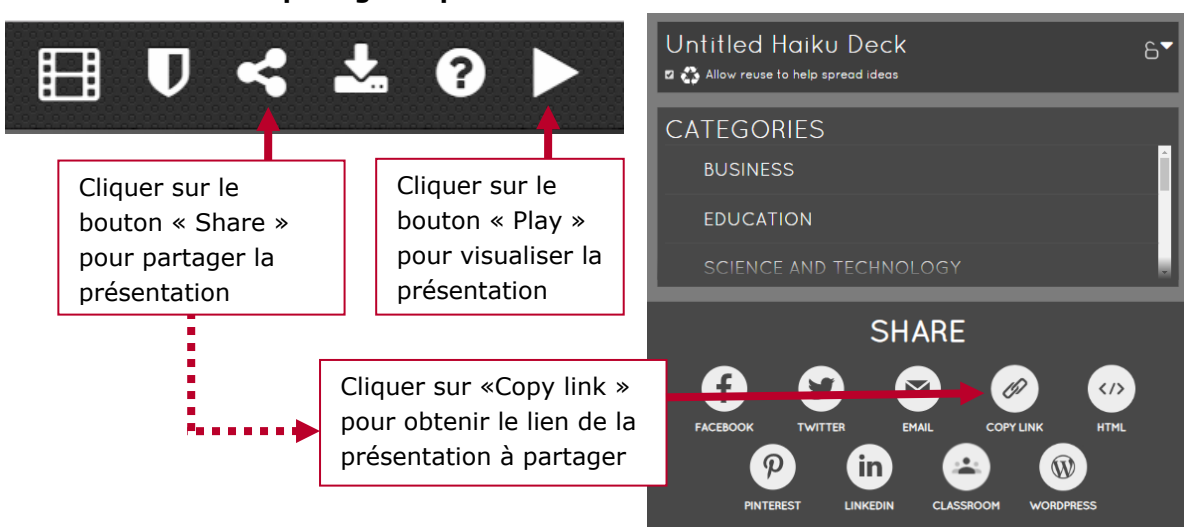 Untitled Haiku Deck
Allow reuse to help spread ideas
CATEGORIES
BUSINESS
EDUCATION
SCIENCE AND TECHNOLOGY
Cliquer sur le
bouton « Share »
pour partager la
présentation
Cliquer sur le
bouton « Play »
pour visualiser la
présentation
Cliquer sur «Copy link »
pour obtenir le lien de la
présentation à partager
SHARE
FACEBOOK TWITTER EMAIL COPY LINK HTML
PINTEREST LINKEDIN CLASSROOM WORDPRESS